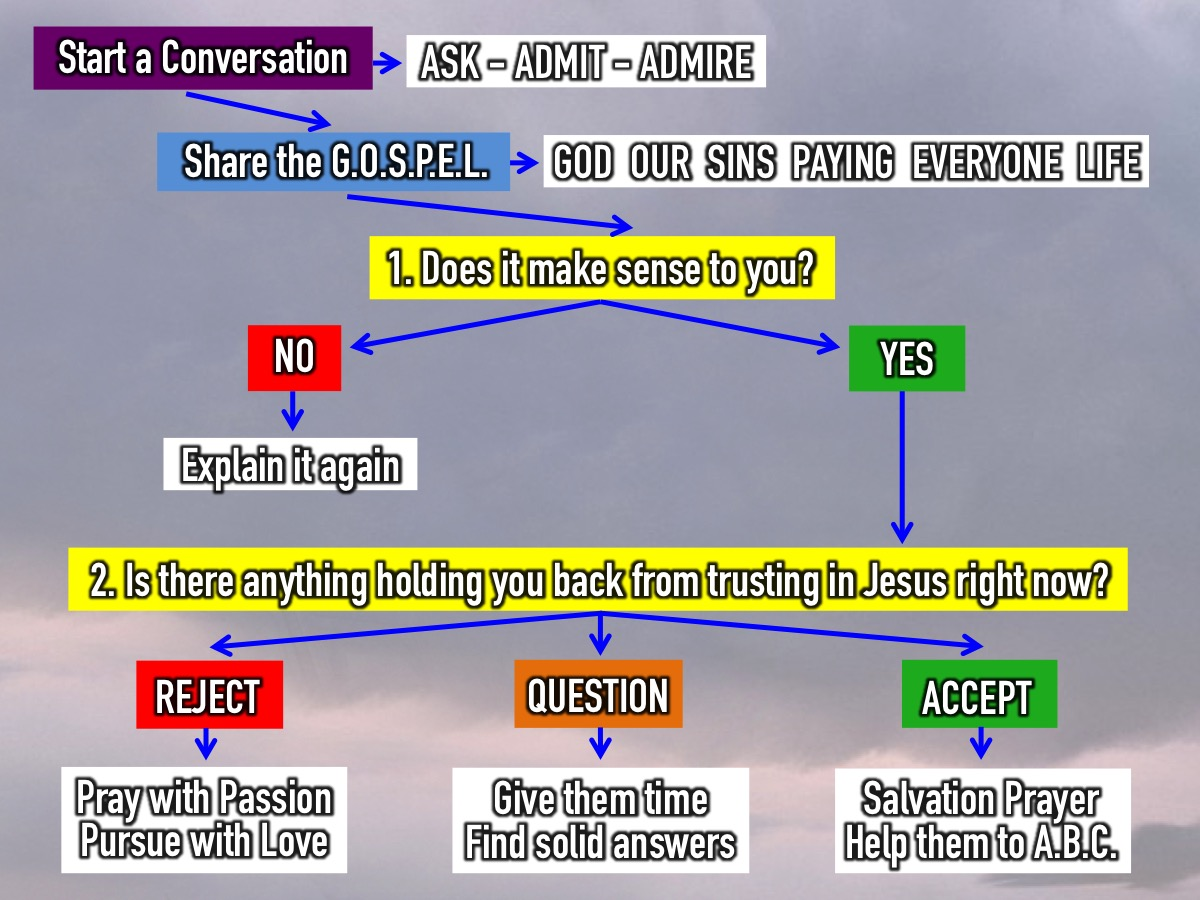 Start a Conversation
ASK – ADMIT – ADMIRE
Share the G.O.S.P.E.L.
GOD OUR SINS PAYING EVERYONE LIFE
1. Does it make sense to you?
NO
YES
Explain it again
2. Is there anything holding you back from trusting in Jesus right now?
REJECT
QUESTION
ACCEPT
Pray with Passion
Pursue with Love
Give them time
Find solid answers
Salvation Prayer
Help them to A.B.C.